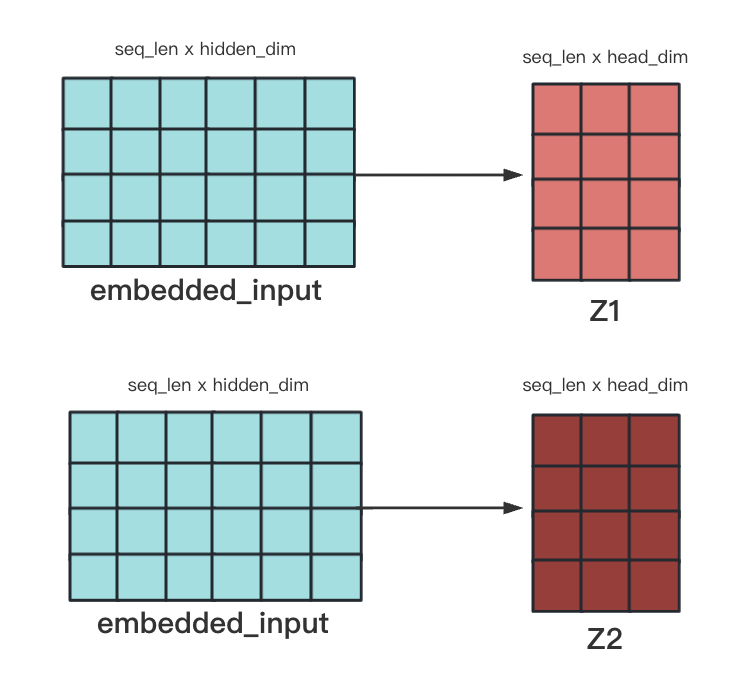 seq_len x hidden_dim
seq_len x head_dim
embedded_input
Z1
seq_len x hidden_dim
seq_len x head_dim
embedded_input
Z2